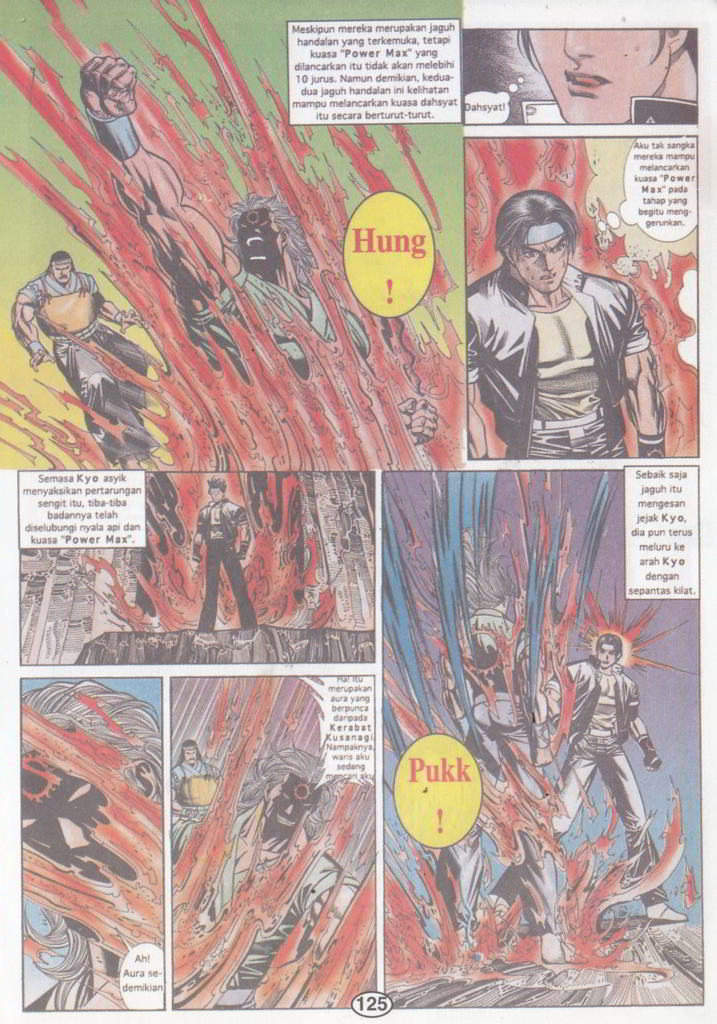 Meskipun mereka merupakan jaguh
handalan yang terkemuka, tetapi
kuasa "Power Max" yang
dilancarkan itu tidak akan melebihi
10 jurus. Namun demikian, kedua-
dua jaguh handalan ini kelihatan
mampu melancarkan kuasa dahsyat
itu secara berturut-turut.
Dahsyat!
Aku tak sangka
mereka mampu
melancarkan
kuasa "Power
Max" pada
tahap yang
begitu meng-
gerunkan.
Hung
!
Semasa Kyo asyik
menyaksikan pertarungan
sengit itu, tiba-tiba
badannya telah
diselubungi nyala api dan
kuasa "Power Max".
Sebaik saja
jaguh itu
mengesan
jejak Kyo,
dia pun terus
meluru ke
arah Kyo
dengan
sepantas kilat.
Pukk
!
Ah!
Aura se-
demikian
Ha! Itu
merupakan
aura yang
berpunca
daripada
Kerabat
Kusanagi.
Nampaknya,
waris aku
sedang
mencari aku
125